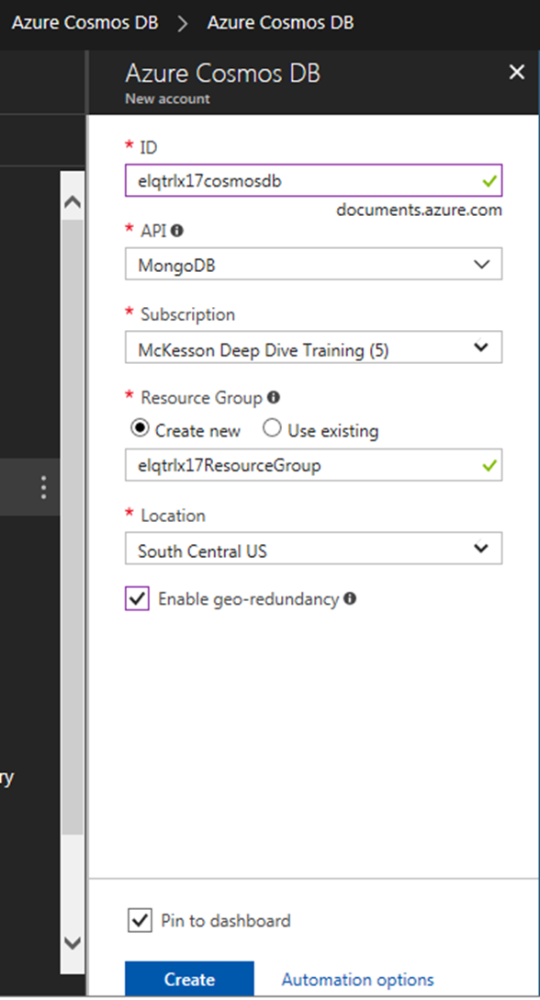 Azure Cosmos DB > Azure Cosmos DB
Azure Cosmos DB
New account
* ID
elqtrlx17cosmosdb
documents.azure.com
* API
MongoDB
* Subscription
McKesson Deep Dive Training (5)
* Resource Group
Create new Use existing
elqtrlx17ResourceGroup
* Location
South Central US
Enable geo-redundancy
ry
Pin to dashboard
Create Automation options